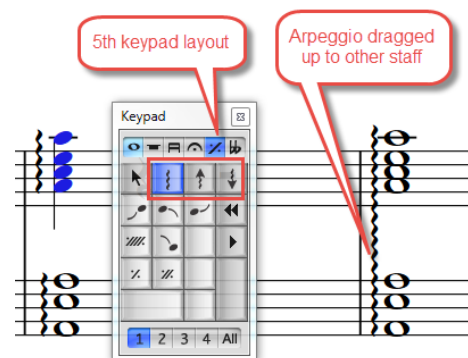 5th keypad layout
Arpeggio dragged
up to other staff
Keypad
1 2 3 4 All